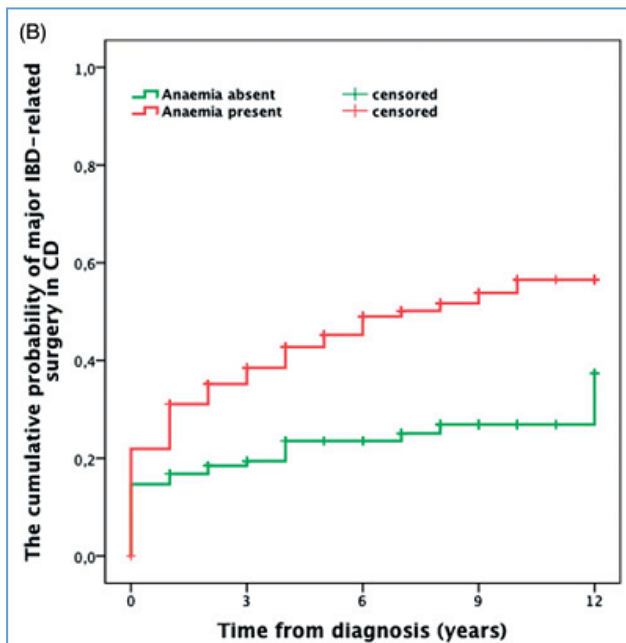 (B)
The cumulative probability of major IBD-related
surgery in CD
1,0
0,8
0,6
0,4
0,2
0,0
Anaemia absent
Anaemia present
censored
censored
0 3 6 9 12
Time from diagnosis (years)